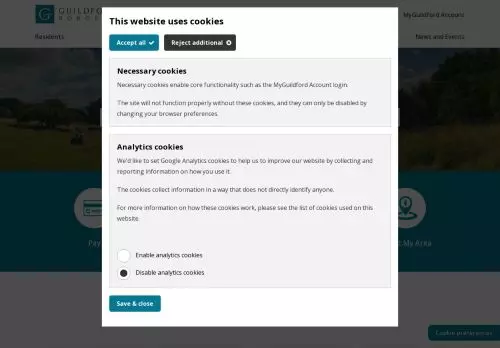 GUILDFORD
BOROUGH
MyGuildford Account
Residents
News and Events
This website uses cookies
Accept all
Reject additional
Necessary cookies
Necessary cookies enable core functionality such as the MyGuildford Account login.
The site will not function properly without these cookies, and they can only be disabled by
changing your browser preferences.
Analytics cookies
We'd like to set Google Analytics cookies to help us to improve our website by collecting and
reporting information on how you use it.
The cookies collect information in a way that does not directly identify anyone.
For more information on how these cookies work, please see the list of cookies used on this
website.
Enable analytics cookies
Disable analytics cookies
Save & close
Pay
My Area
Cookie preferences